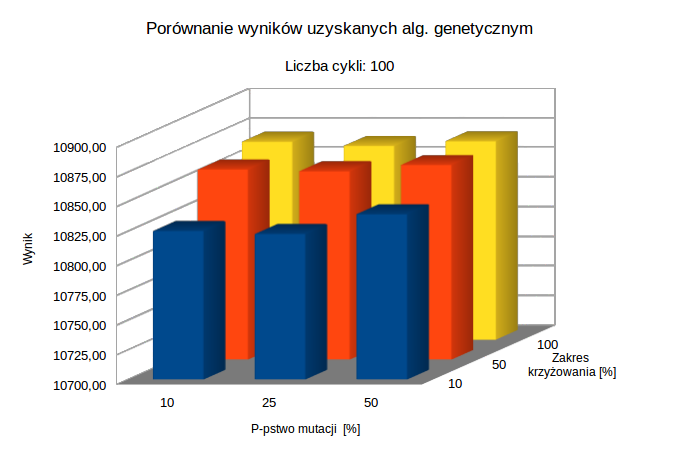 Porównanie wyników uzyskanych alg. genetycznym
Liczba cykli: 100
10900,00
10875,00
10850,00
10825,00
10800,00
10775,00
10750,00
10725,00
10700,00
Wynik
10
25
50
P-pstwo mutacji [%]
10
50
100
Zakres
krzyżowania [%]